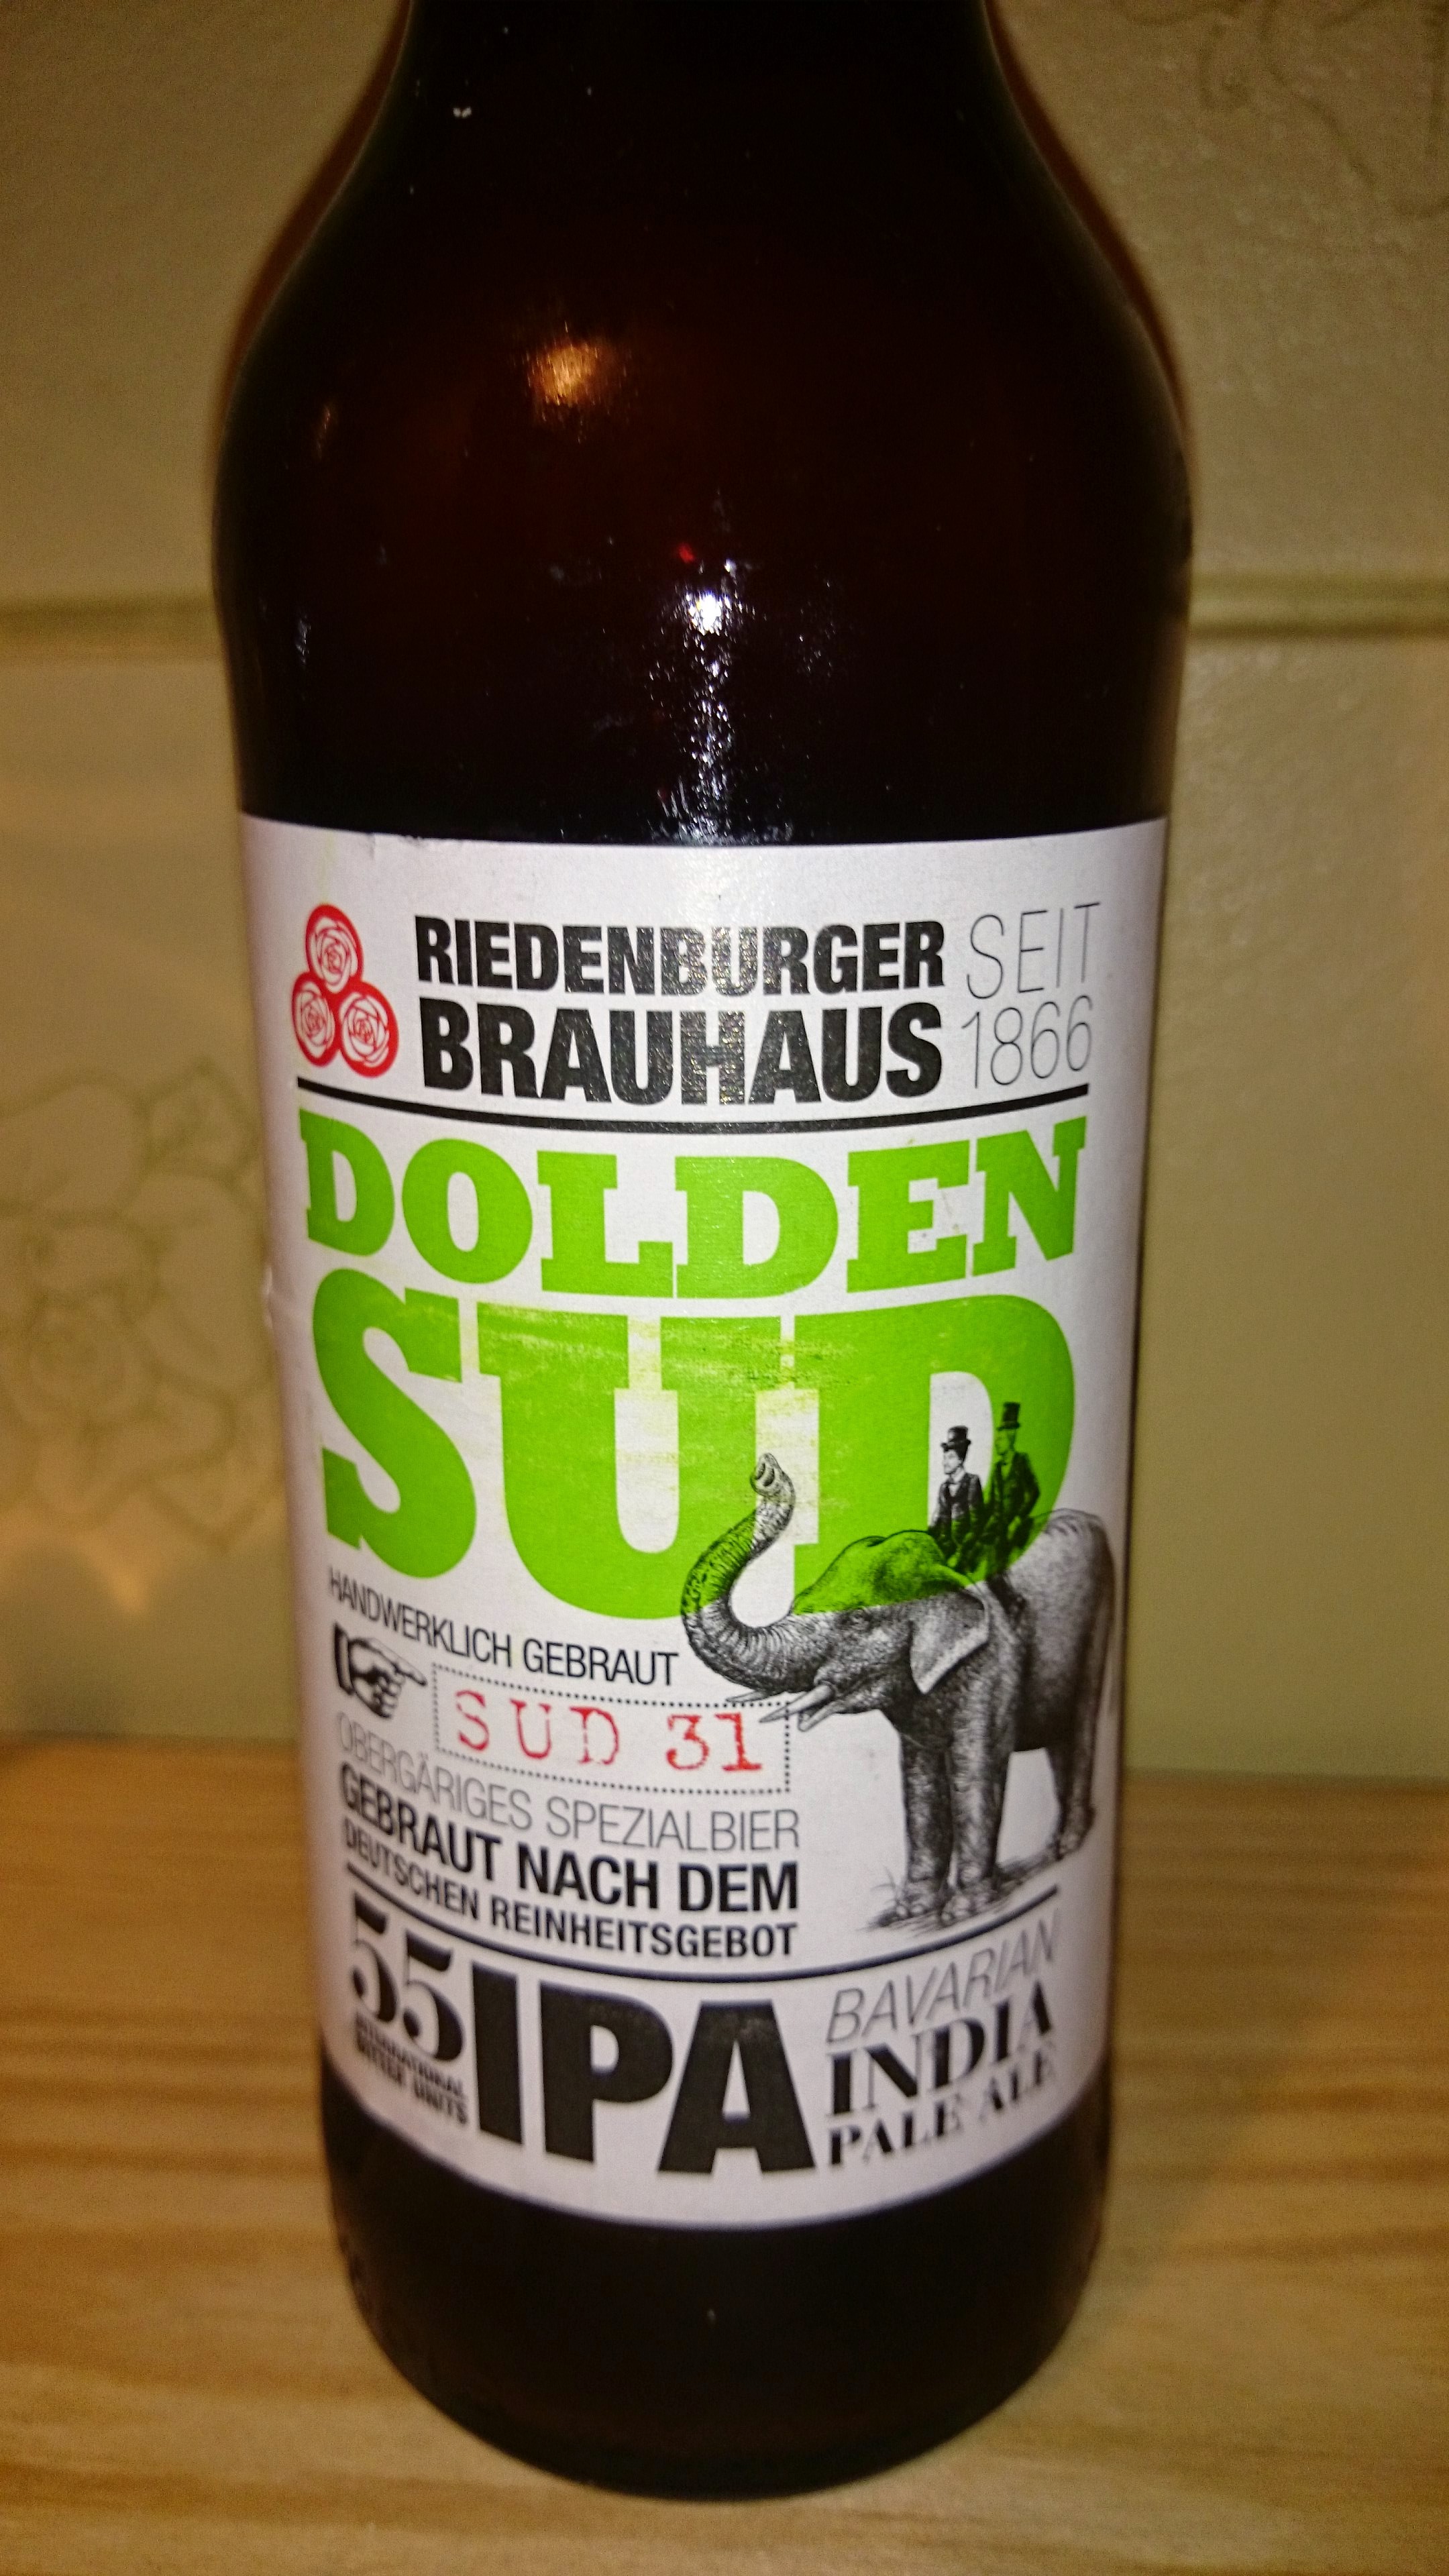 RIEDENBURGER
BRAUHAUS
SEIT
1866
DOLDEN
SUD
HANDWERKLICH GEBRAUT
SUD 31
OBERGÄRIGES SPEZIALBIER
GEBRAUT NACH DEM
DEUTSCHEN REINHEITSGEBOT
55
INTERNATIONAL
BITTER UNITS
IPA
BAVARIAN
INDIA
PALE ALE